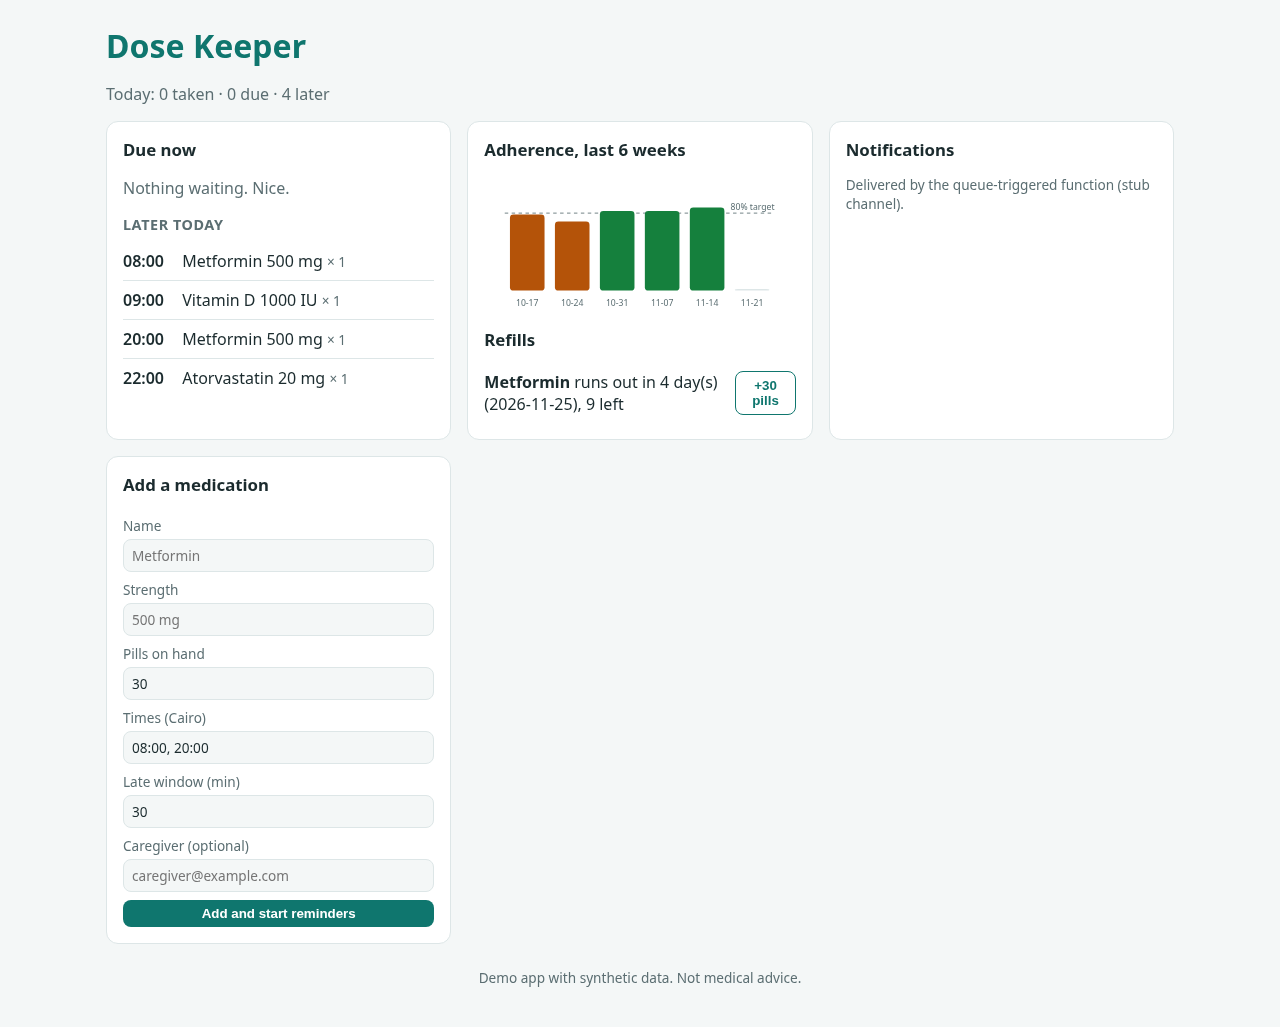 Dose Keeper
Today: 0 taken · 0 due · 4 later
Due now
Nothing waiting. Nice.
LATER TODAY
08:00 Metformin 500 mg × 1
09:00 Vitamin D 1000 IU × 1
20:00 Metformin 500 mg × 1
22:00 Atorvastatin 20 mg × 1
Adherence, last 6 weeks
80% target
10-17 10-24 10-31 11-07 11-14 11-21
Refills
Metformin runs out in 4 day(s)
(2026-11-25), 9 left
+30
pills
Notifications
Delivered by the queue-triggered function (stub
channel).
Add a medication
Name
Metformin
Strength
500 mg
Pills on hand
30
Times (Cairo)
08:00, 20:00
Late window (min)
30
Caregiver (optional)
caregiver@example.com
Add and start reminders
Demo app with synthetic data. Not medical advice.